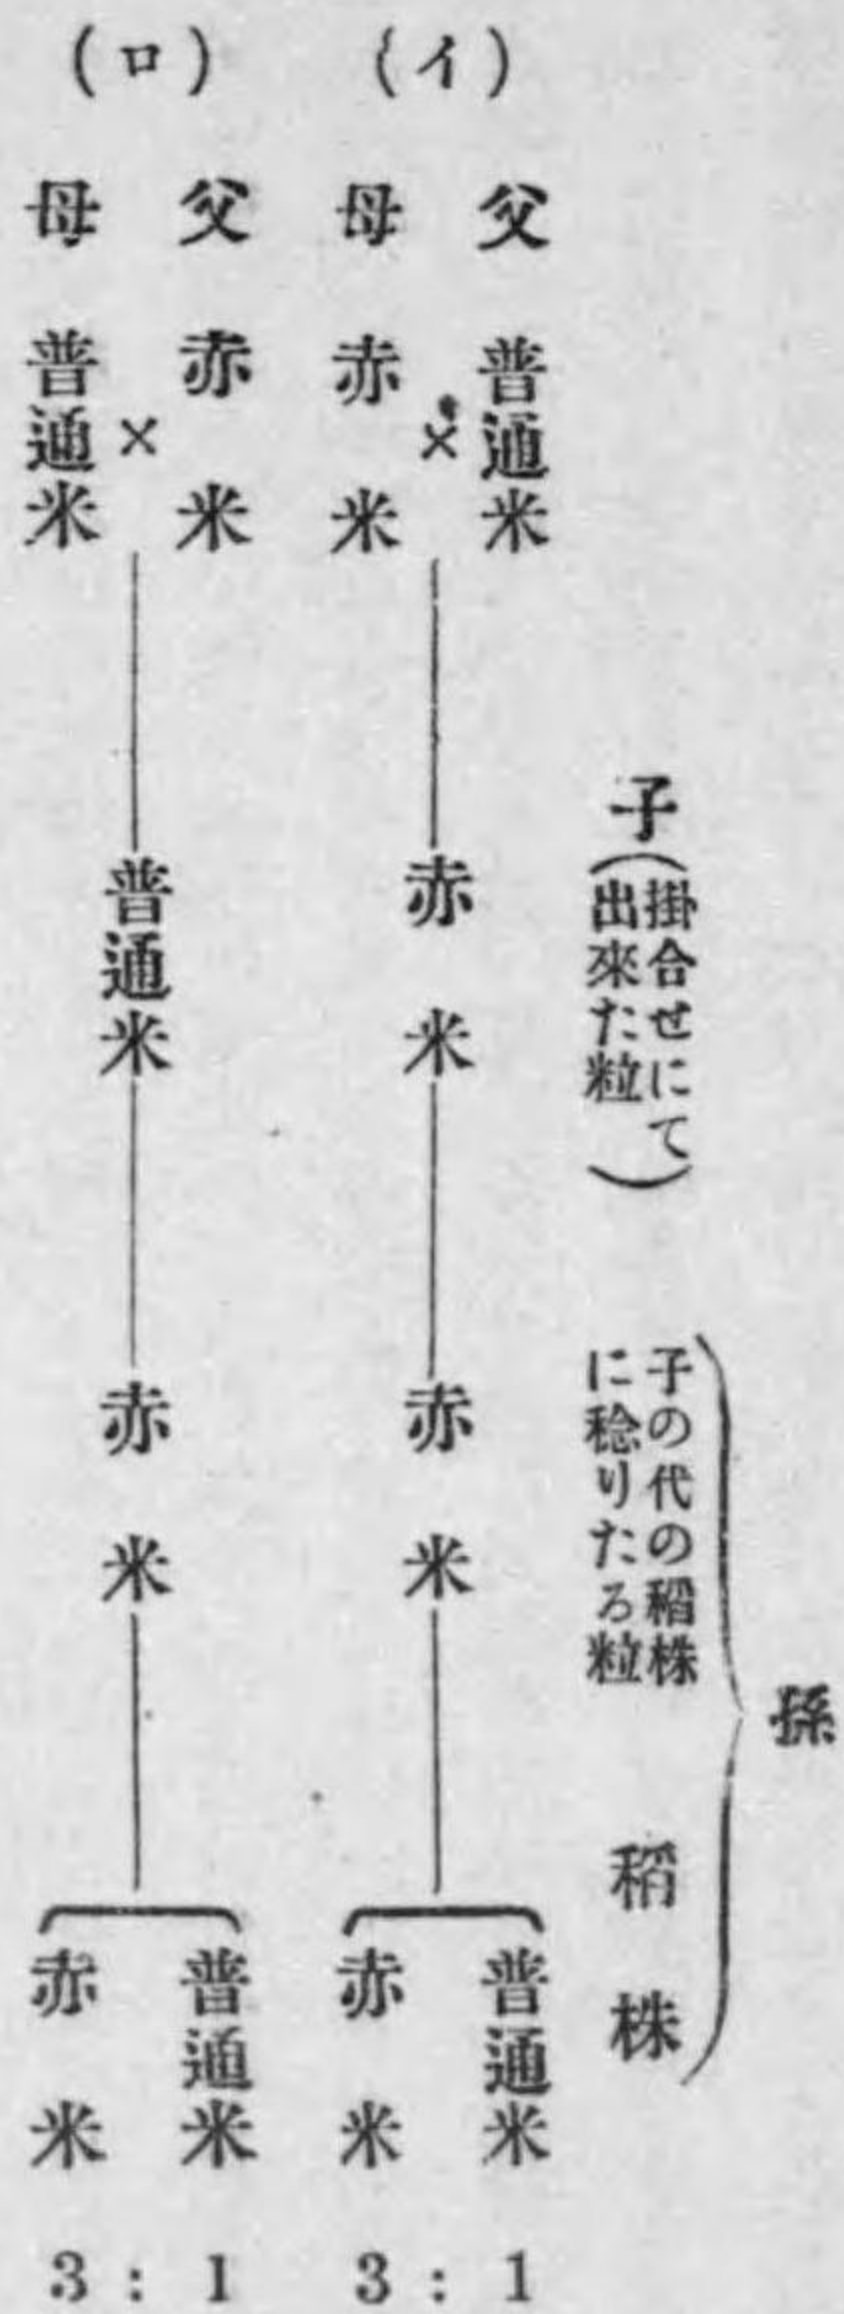 孫
子(掛合せにて出來た粒)
子の代の稻株に稔りたる粒
稻株
(イ)
父 普通米
×
母 赤米
赤米
赤米
普通米
赤米
3 : 1
(ロ)
父 赤米
×
母 普通米
普通米
赤米
普通米
赤米
3 : 1